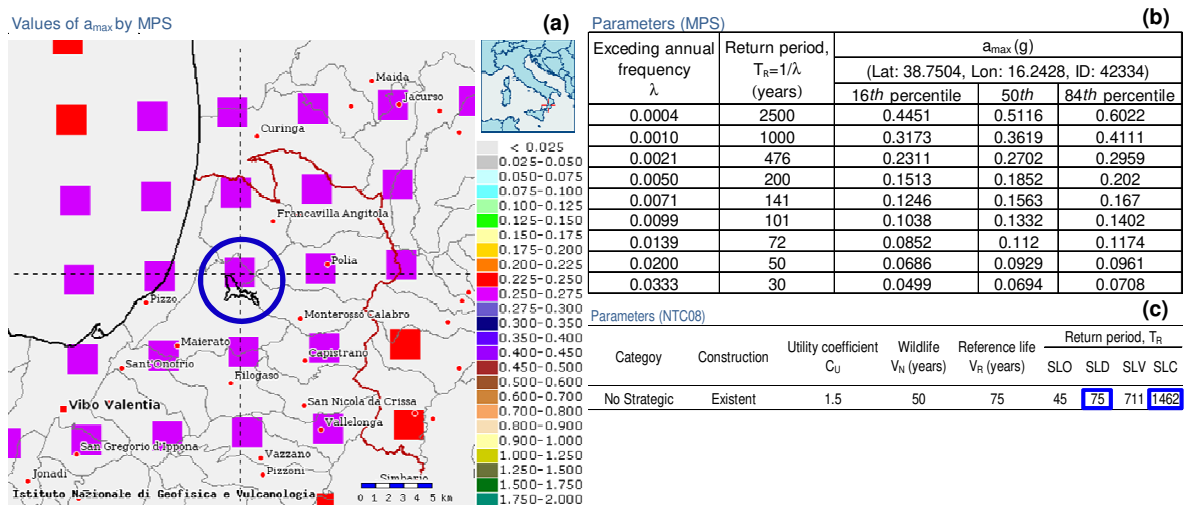 Values of amax by MPS
(a)
Maida
Jacurso
Curinga
Francavilla Angitola
Polia
Pizzo
Monterosso Calabro
Maierato
Capistrano
Sant'Onofrio
Filogaso
Vibo Valentia
San Nicola da Crissa
Vallelonga
San Gregorio d'Ippona
Vazzano
Jonadi
Pizzoni
Simbario
Istituto Nazionale di Geofisica e Vulcanologia
0 1 2 3 4 5 km
< 0.025
0.025-0.050
0.050-0.075
0.075-0.100
0.100-0.125
0.125-0.150
0.150-0.175
0.175-0.200
0.200-0.225
0.225-0.250
0.250-0.275
0.275-0.300
0.300-0.350
0.350-0.400
0.400-0.450
0.450-0.500
0.500-0.600
0.600-0.700
0.700-0.800
0.800-0.900
0.900-1.000
1.000-1.250
1.250-1.500
1.500-1.750
1.750-2.000
Parameters (MPS)
(b)
Exceding annual frequency λ
Return period, TR=1/λ (years)
amax (g)
(Lat: 38.7504, Lon: 16.2428, ID: 42334)
16th percentile 50th 84th percentile
0.0004 2500 0.4451 0.5116 0.6022
0.0010 1000 0.3173 0.3619 0.4111
0.0021 476 0.2311 0.2702 0.2959
0.0050 200 0.1513 0.1852 0.202
0.0071 141 0.1246 0.1563 0.167
0.0099 101 0.1038 0.1332 0.1402
0.0139 72 0.0852 0.112 0.1174
0.0200 50 0.0686 0.0929 0.0961
0.0333 30 0.0499 0.0694 0.0708
Parameters (NTC08)
(c)
Categoy
Construction
Utility coefficient CU
Wildlife VN (years)
Reference life VR (years)
Return period, TR
SLO SLD SLV SLC
No Strategic Existent 1.5 50 75 45 75 711 1462